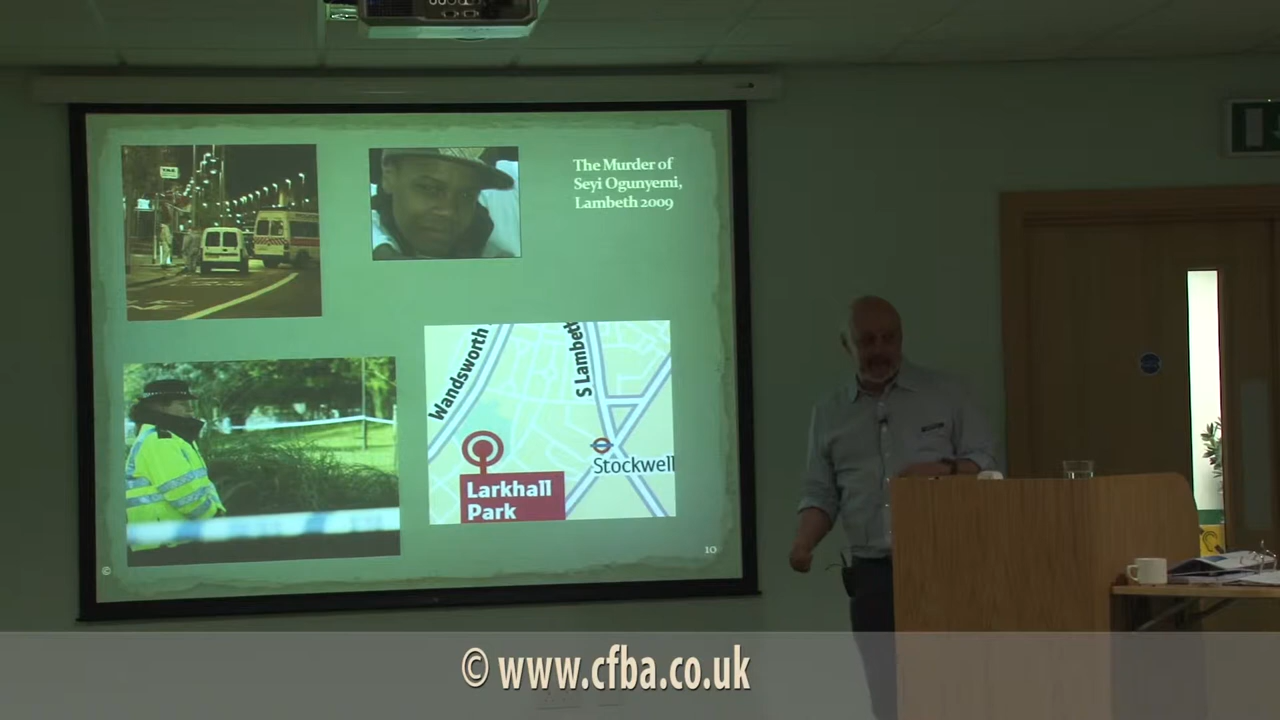 The Murder of
Seyi Ogunyemi,
Lambeth 2009
Wandsworth
S Lambeth
Stockwell
Larkhall
Park
10
©
© www.cfba.co.uk